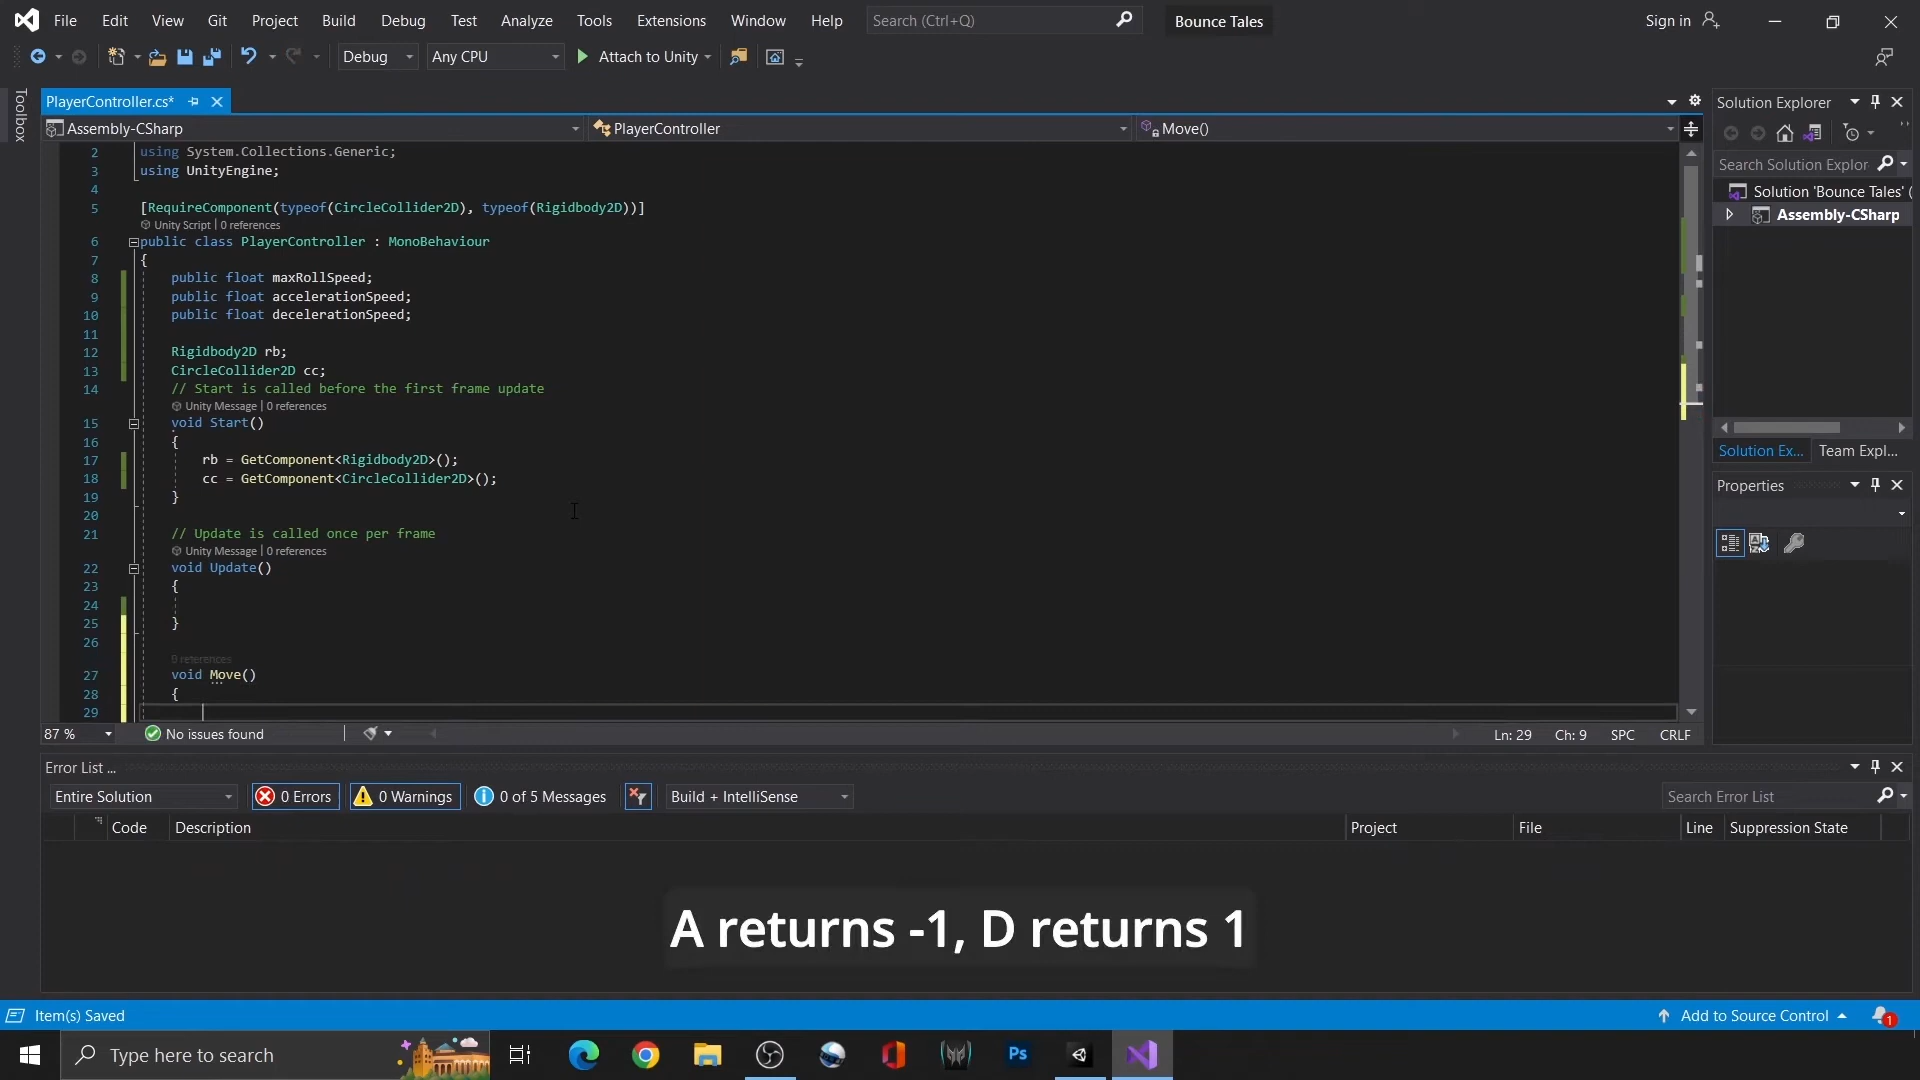 File Edit View Git Project Build Debug Test Analyze Tools Extensions Window Help Search (Ctrl+Q) Bounce Tales Sign in
Debug Any CPU Attach to Unity
Toolbox
PlayerController.cs*
Assembly-CSharp PlayerController Move()
2 using System.Collections.Generic;
3 using UnityEngine;
4
5 [RequireComponent(typeof(CircleCollider2D), typeof(Rigidbody2D))]
Unity Script | 0 references
6 public class PlayerController : MonoBehaviour
7 {
8 public float maxRollSpeed;
9 public float accelerationSpeed;
10 public float decelerationSpeed;
11
12 Rigidbody2D rb;
13 CircleCollider2D cc;
14 // Start is called before the first frame update
Unity Message | 0 references
15 void Start()
16 {
17 rb = GetComponent<Rigidbody2D>();
18 cc = GetComponent<CircleCollider2D>();
19 }
20
21 // Update is called once per frame
Unity Message | 0 references
22 void Update()
23 {
24
25 }
26
0 references
27 void Move()
28 {
29
87 % No issues found Ln: 29 Ch: 9 SPC CRLF
Solution Explorer
Search Solution Explor
Solution 'Bounce Tales' (
Assembly-CSharp
Solution Ex... Team Expl...
Properties
Error List ...
Entire Solution 0 Errors 0 Warnings 0 of 5 Messages Build + IntelliSense Search Error List
Code Description Project File Line Suppression State
A returns -1, D returns 1
Item(s) Saved Add to Source Control 1
Type here to search Ps